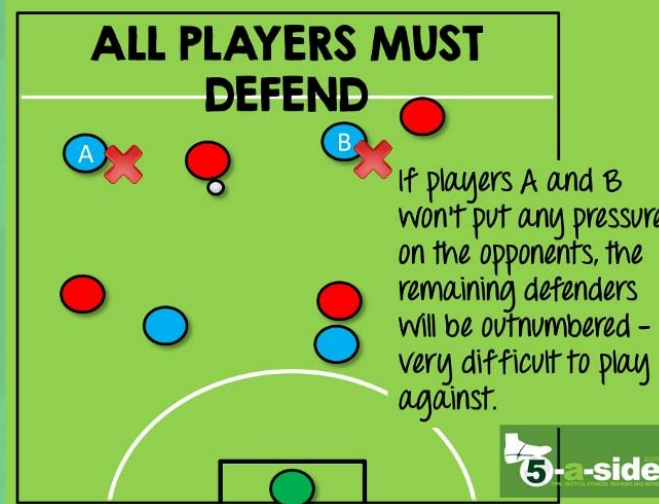 ALL PLAYERS MUST
DEFEND
A
B
If players A and B
won't put any pressure
on the opponents, the
remaining defenders
will be outnumbered -
very difficult to play
against.
5-a-side